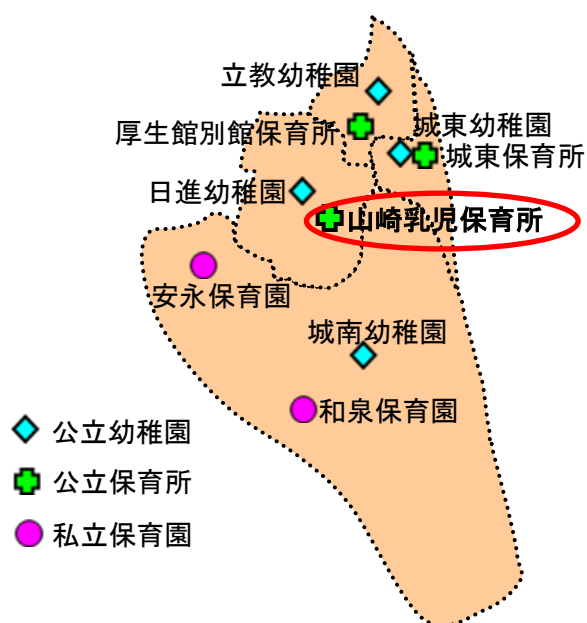 立教幼稚園
厚生館別館保育所
城東幼稚園
城東保育所
日進幼稚園
山崎乳児保育所
安永保育園
城南幼稚園
和泉保育園
公立幼稚園
公立保育所
私立保育園